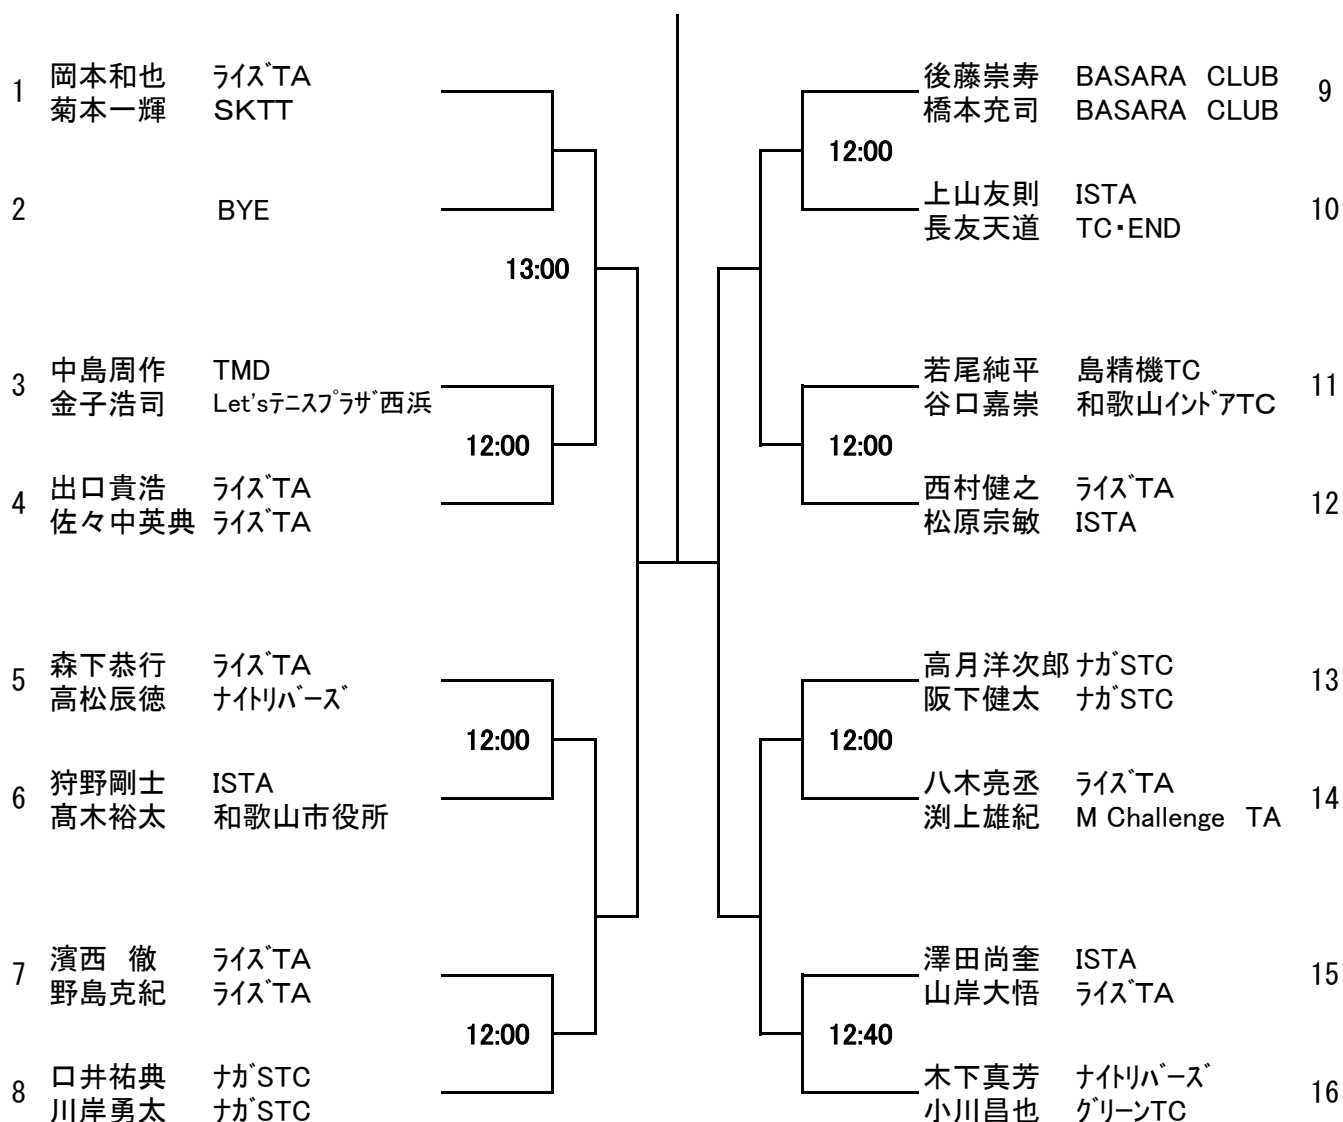 1 岡本和也 ﾗｲｽﾞTA
菊本一輝 SKTT
2 BYE
13:00
3 中島周作 TMD
金子浩司 Let'sﾃﾆｽﾌﾟﾗｻﾞ西浜
12:00
4 出口貴浩 ﾗｲｽﾞTA
佐々中英典 ﾗｲｽﾞTA
5 森下恭行 ﾗｲｽﾞTA
高松辰徳 ﾅｲﾄﾘﾊﾞｰｽﾞ
12:00
6 狩野剛士 ISTA
髙木裕太 和歌山市役所
7 濱西　徹 ﾗｲｽﾞTA
野島克紀 ﾗｲｽﾞTA
12:00
8 口井祐典 ﾅｶﾞSTC
川岸勇太 ﾅｶﾞSTC
後藤崇寿 BASARA　CLUB 9
橋本充司 BASARA　CLUB
12:00
上山友則 ISTA 10
長友天道 TC･END
若尾純平 島精機TC 11
谷口嘉崇 和歌山ｲﾝﾄﾞｱTC
12:00
西村健之 ﾗｲｽﾞTA 12
松原宗敏 ISTA
高月洋次郎 ﾅｶﾞSTC 13
阪下健太 ﾅｶﾞSTC
12:00
八木亮丞 ﾗｲｽﾞTA 14
渕上雄紀 M Challenge　TA
澤田尚奎 ISTA 15
山岸大悟 ﾗｲｽﾞTA
12:40
木下真芳 ﾅｲﾄﾘﾊﾞｰｽﾞ 16
小川昌也 ｸﾞﾘｰﾝTC